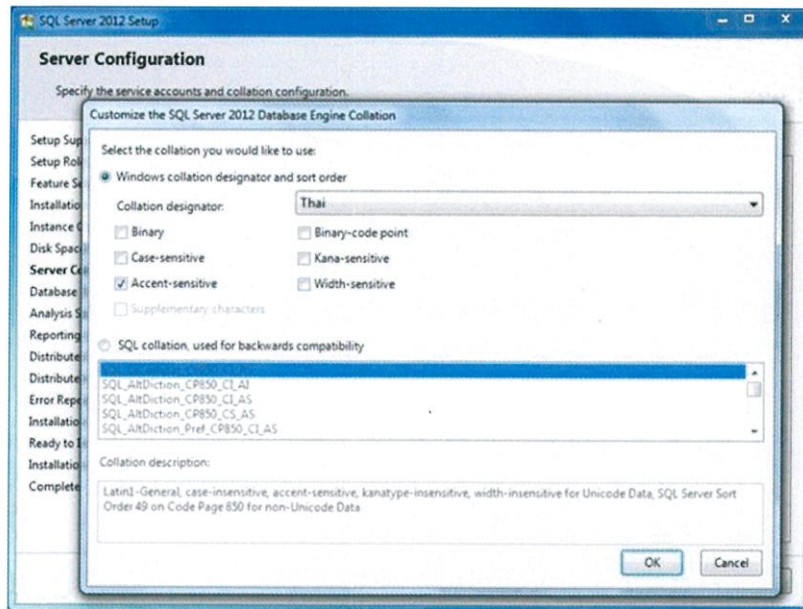 SQL Server 2012 Setup
Server Configuration
Specify the service accounts and collation configuration.
Customize the SQL Server 2012 Database Engine Collation
Setup Sup
Setup Rol
Feature Se
Installatio
Instance C
Disk Spac
Server Co
Database
Analysis S
Reporting
Distribute
Distribute
Error Repo
Installatio
Ready to I
Installatio
Complete
Select the collation you would like to use:
Windows collation designator and sort order
Collation designator: Thai
Binary Binary-code point
Case-sensitive Kana-sensitive
Accent-sensitive Width-sensitive
Supplementary characters
SQL collation, used for backwards compatibility
SQL_AltDiction_CP850_CI_AI
SQL_AltDiction_CP850_CI_AS
SQL_AltDiction_CP850_CS_AS
SQL_AltDiction_Pref_CP850_CI_AS
Collation description:
Latin1-General, case-insensitive, accent-sensitive, kanatype-insensitive, width-insensitive for Unicode Data, SQL Server Sort
Order 49 on Code Page 850 for non-Unicode Data
OK Cancel